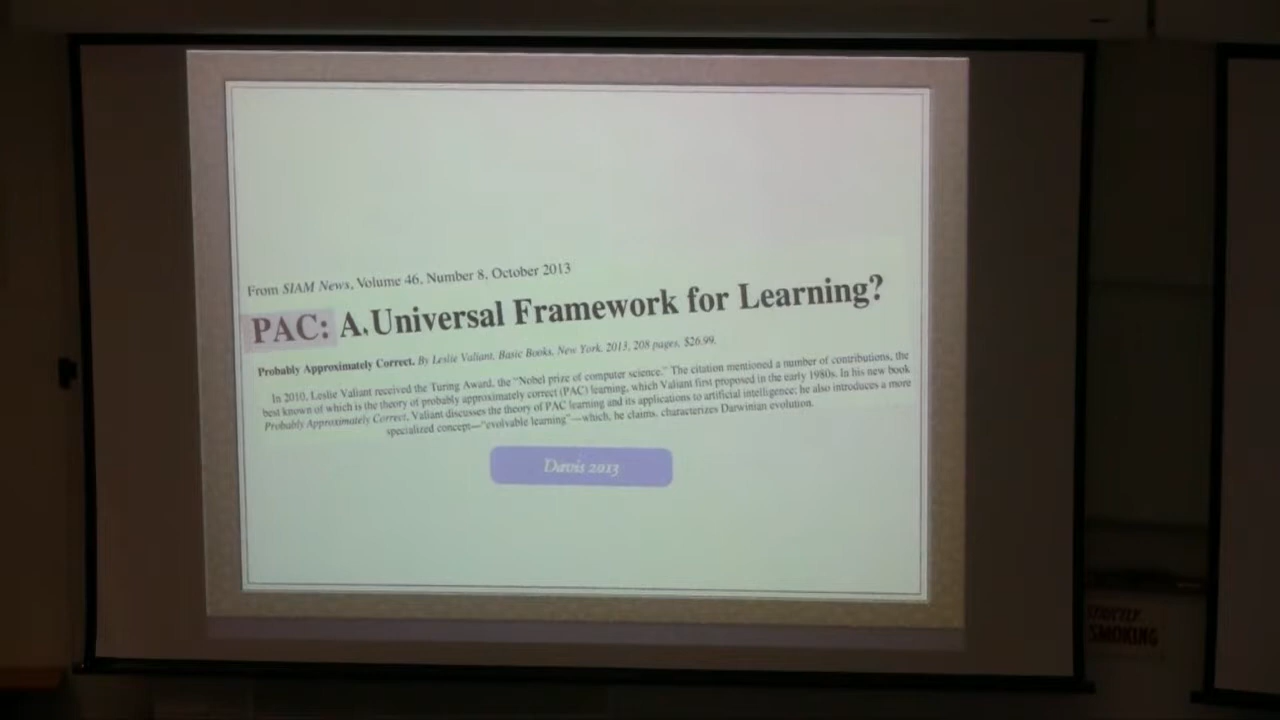 From SIAM News, Volume 46, Number 8, October 2013
PAC: A Universal Framework for Learning?
Probably Approximately Correct. By Leslie Valiant. Basic Books, New York, 2013, 208 pages, $26.99.
In 2010, Leslie Valiant received the Turing Award, the "Nobel prize of computer science." The citation mentioned a number of contributions, the
best known of which is the theory of probably approximately correct (PAC) learning, which Valiant first proposed in the early 1980s. In his new book
Probably Approximately Correct, Valiant discusses the theory of PAC learning and its applications to artificial intelligence; he also introduces a more
specialized concept—"evolvable learning"—which, he claims, characterizes Darwinian evolution.
Davis 2013
STRICTLY
SMOKING